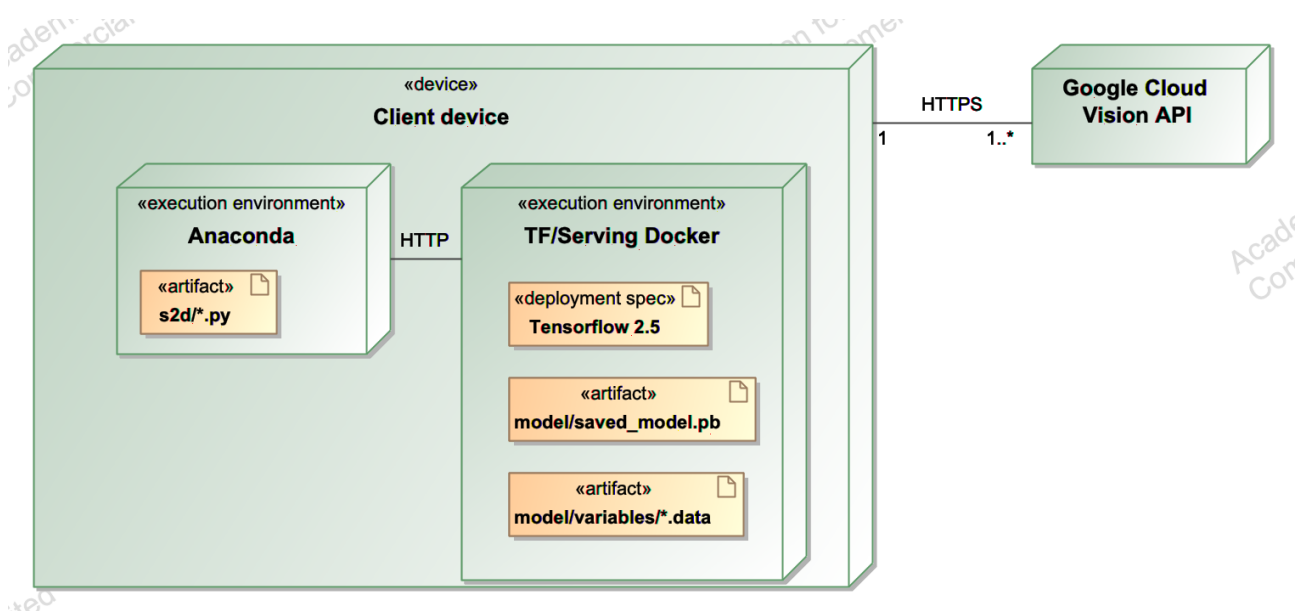 «device»
Client device
HTTPS
1
1..*
Google Cloud
Vision API
«execution environment»
Anaconda
«artifact»
s2d/*.py
HTTP
«execution environment»
TF/Serving Docker
«deployment spec»
Tensorflow 2.5
«artifact»
model/saved_model.pb
«artifact»
model/variables/*.data